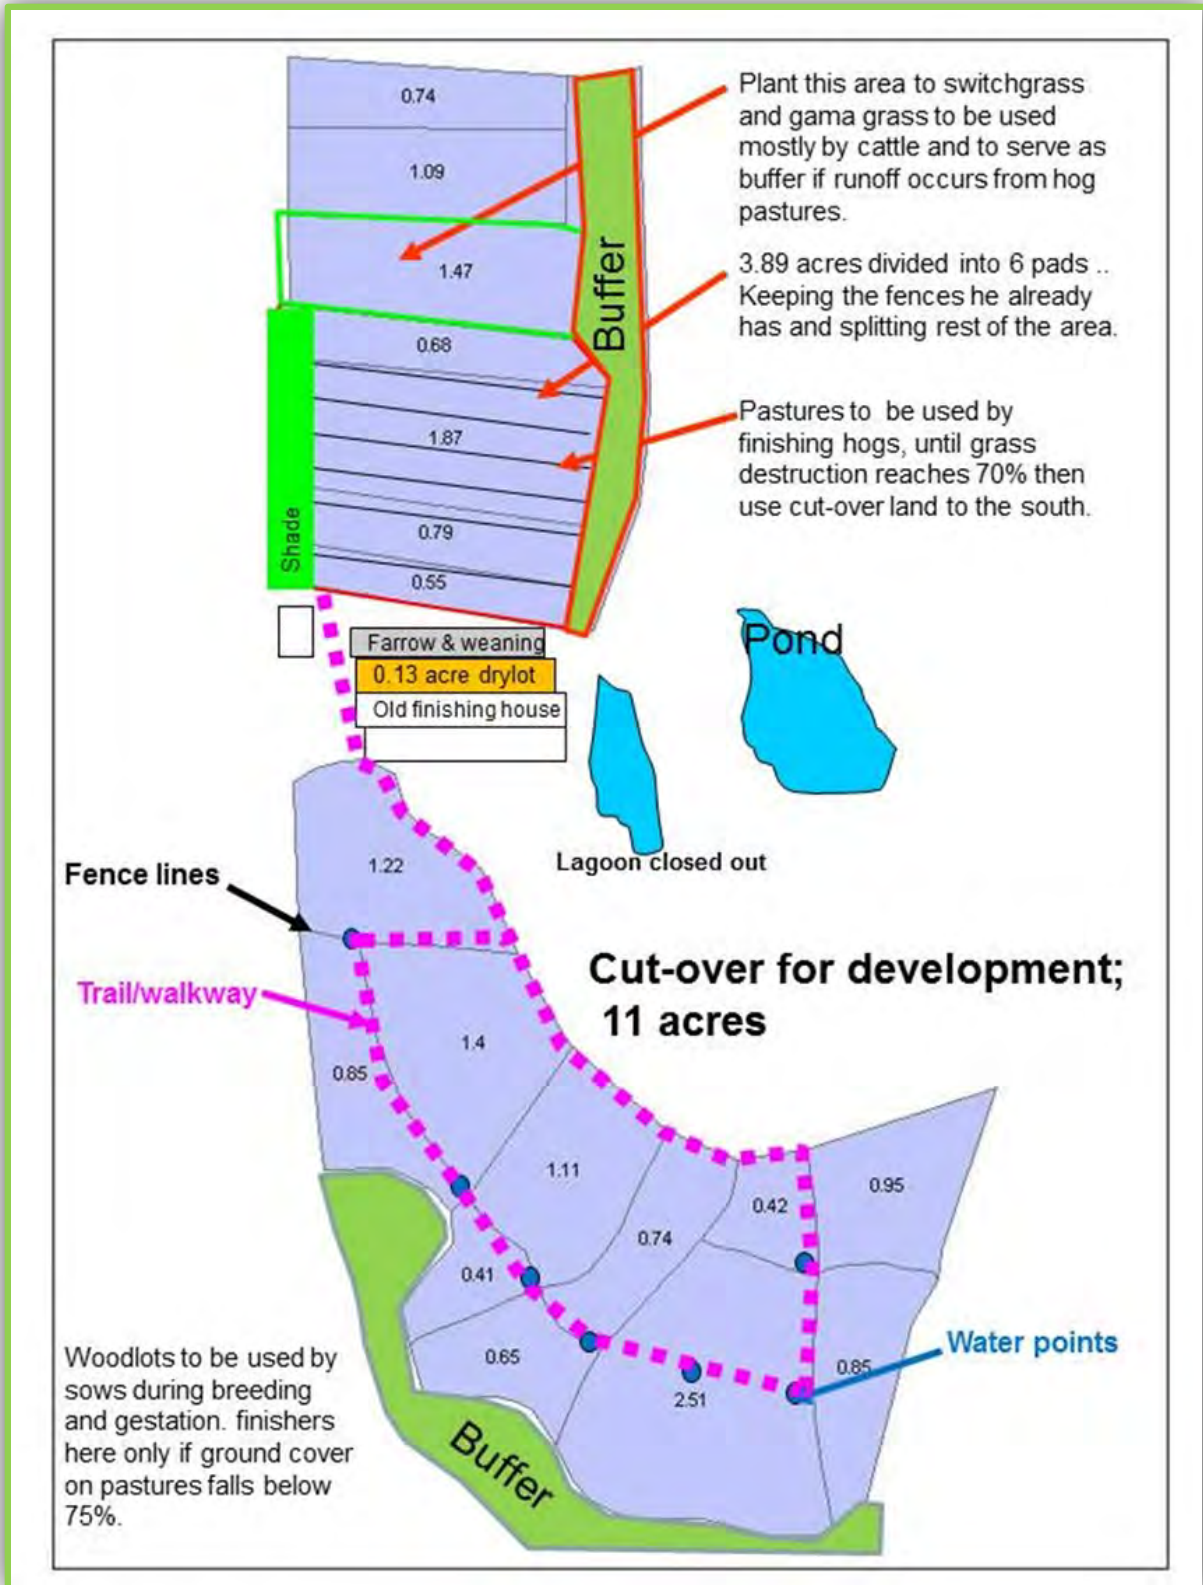 0.74
1.09
1.47
0.68
1.87
0.79
0.55
Shade
Buffer
Plant this area to switchgrass
and gama grass to be used
mostly by cattle and to serve as
buffer if runoff occurs from hog
pastures.
3.89 acres divided into 6 pads ..
Keeping the fences he already
has and splitting rest of the area.
Pastures to be used by
finishing hogs, until grass
destruction reaches 70% then
use cut-over land to the south.
Farrow & weaning
0.13 acre drylot
Old finishing house
Pond
Lagoon closed out
Fence lines
Trail/walkway
Cut-over for development;
11 acres
1.22
1.4
0.85
1.11
0.74
0.42
0.95
0.41
0.65
2.51
0.85
Water points
Buffer
Woodlots to be used by
sows during breeding
and gestation. finishers
here only if ground cover
on pastures falls below
75%.